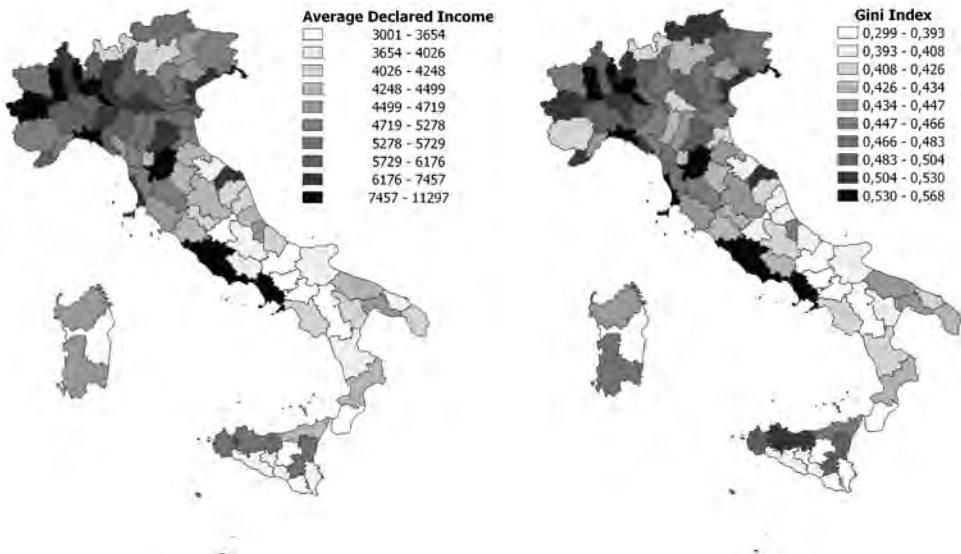 Average Declared Income
3001 - 3654
3654 - 4026
4026 - 4248
4248 - 4499
4499 - 4719
4719 - 5278
5278 - 5729
5729 - 6176
6176 - 7457
7457 - 11297
Gini Index
0,299 - 0,393
0,393 - 0,408
0,408 - 0,426
0,426 - 0,434
0,434 - 0,447
0,447 - 0,466
0,466 - 0,483
0,483 - 0,504
0,504 - 0,530
0,530 - 0,568